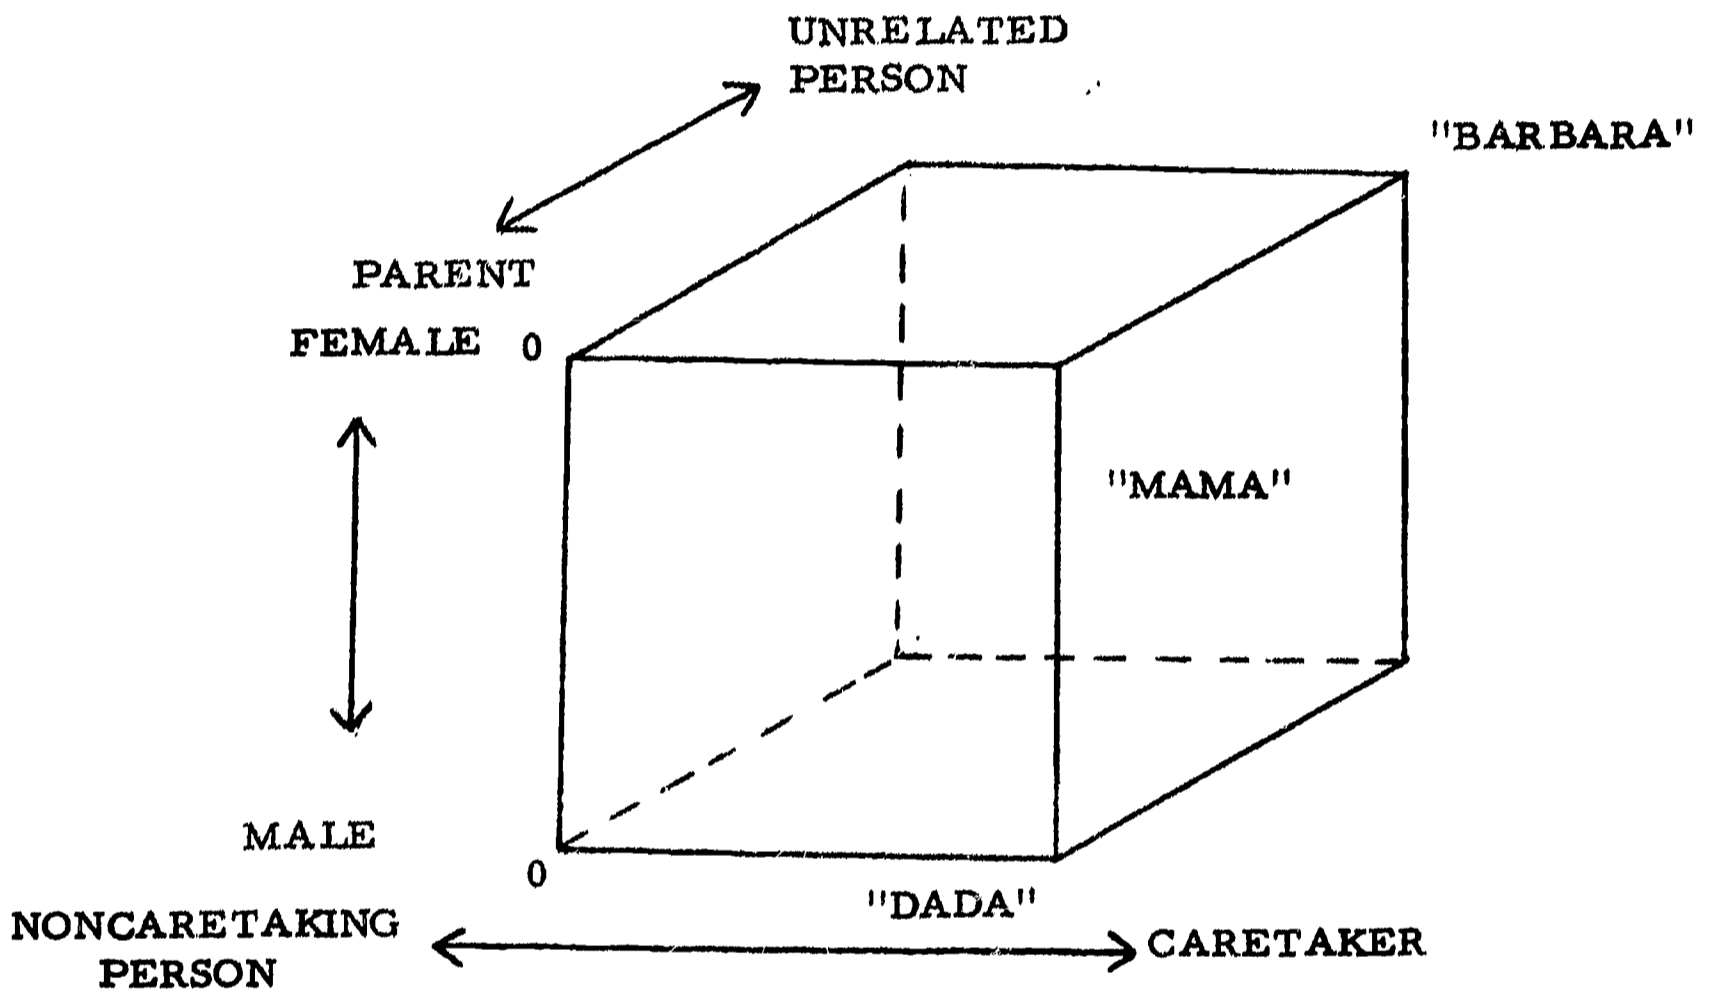 UNRELATED
PERSON
"BARBARA"
PARENT
FEMALE 0
"MAMA"
MALE
0
"DADA"
NONCARETAKING
PERSON
CARETAKER